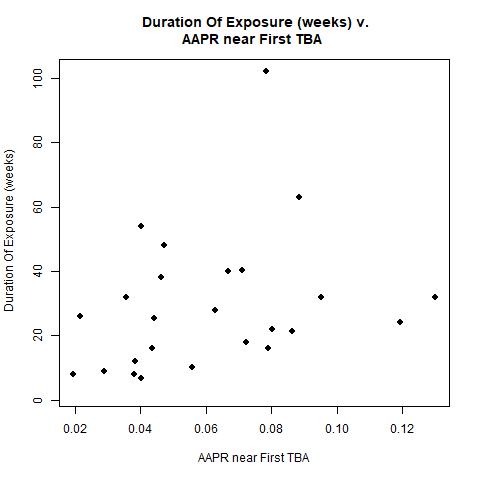 Duration Of Exposure (weeks) v.
AAPR near First TBA
100
80
60
40
20
0
Duration Of Exposure (weeks)
0.02 0.04 0.06 0.08 0.10 0.12
AAPR near First TBA